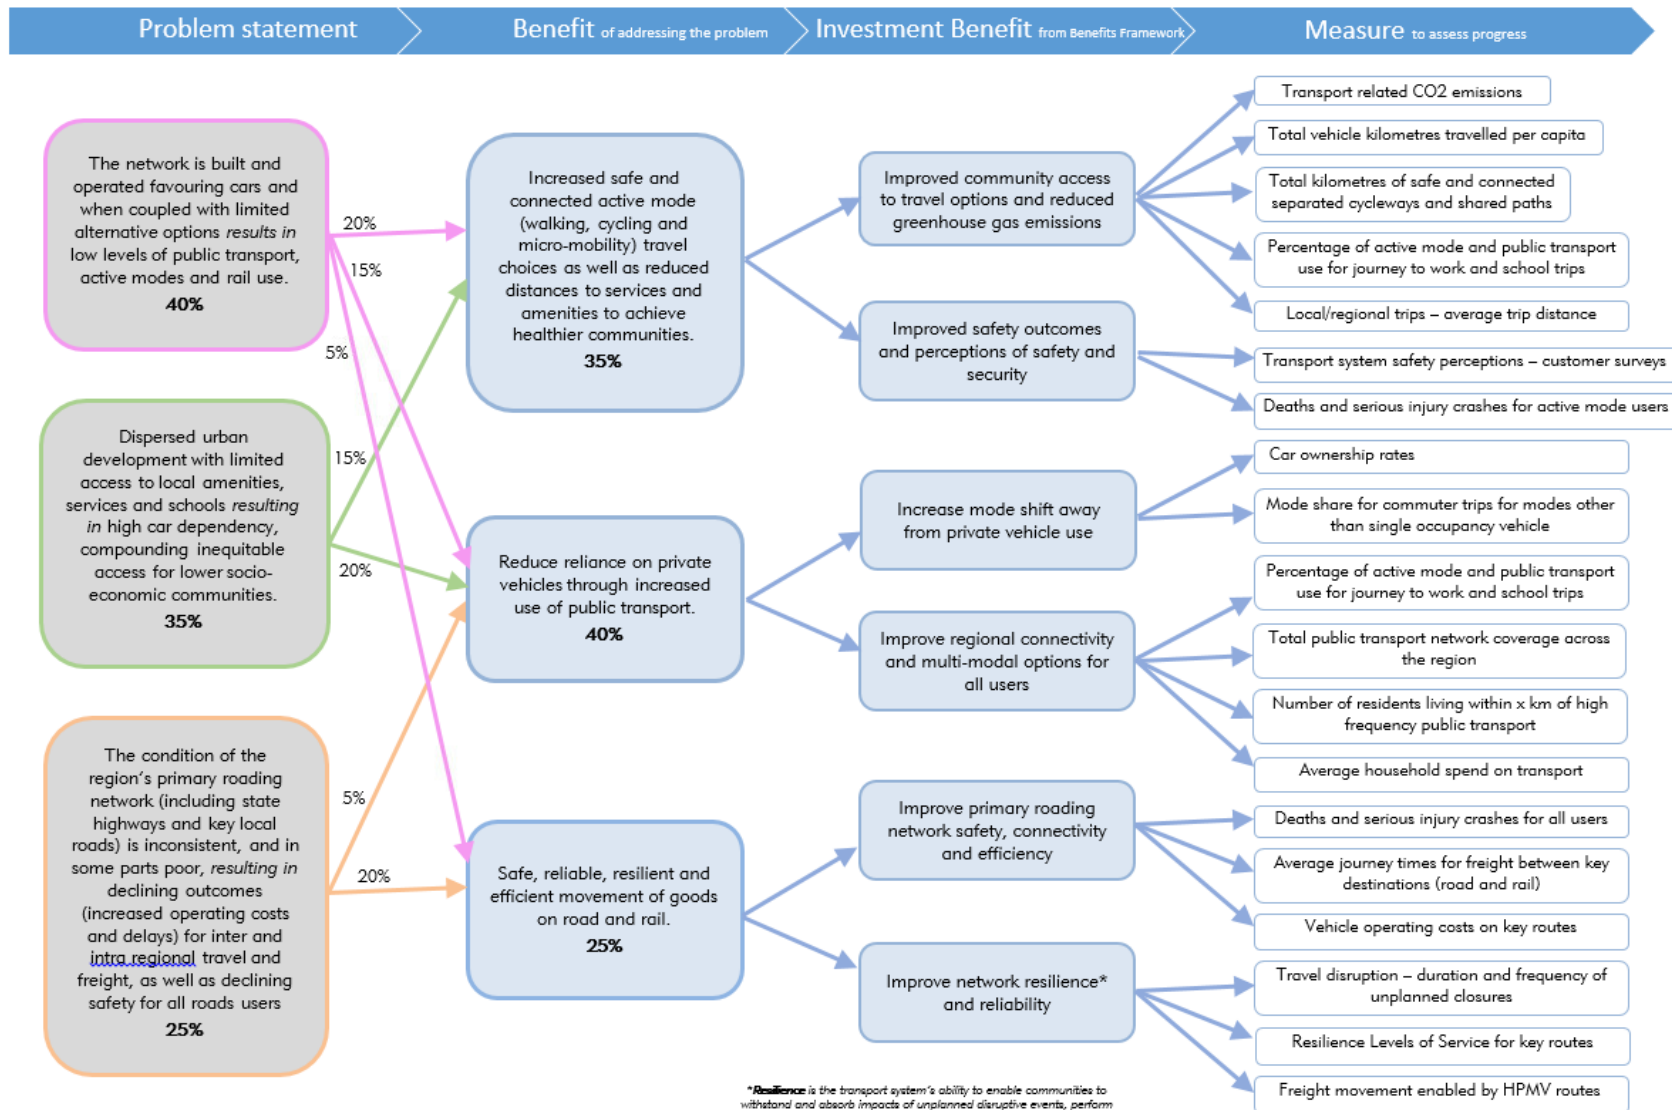 Problem statement
Benefit of addressing the problem
Investment Benefit from Benefits Framework
Measure to assess progress
The network is built and
operated favouring cars and
when coupled with limited
alternative options results in
low levels of public transport,
active modes and rail use.
40%
Dispersed urban
development with limited
access to local amenities,
services and schools resulting
in high car dependency,
compounding inequitable
access for lower socio-
economic communities.
35%
The condition of the
region's primary roading
network (including state
highways and key local
roads) is inconsistent, and in
some parts poor, resulting in
declining outcomes
(increased operating costs
and delays) for inter and
intra regional travel and
freight, as well as declining
safety for all roads users
25%
20%
15%
5%
15%
20%
5%
20%
Increased safe and
connected active mode
(walking, cycling and
micro-mobility) travel
choices as well as reduced
distances to services and
amenities to achieve
healthier communities.
35%
Reduce reliance on private
vehicles through increased
use of public transport.
40%
Safe, reliable, resilient and
efficient movement of goods
on road and rail.
25%
Improved community access
to travel options and reduced
greenhouse gas emissions
Improved safety outcomes
and perceptions of safety and
security
Increase mode shift away
from private vehicle use
Improve regional connectivity
and multi-modal options for
all users
Improve primary roading
network safety, connectivity
and efficiency
Improve network resilience*
and reliability
*Resilience is the transport system's ability to enable communities to
withstand and absorb impacts of unplanned disruptive events, perform
Transport related CO2 emissions
Total vehicle kilometres travelled per capita
Total kilometres of safe and connected
separated cycleways and shared paths
Percentage of active mode and public transport
use for journey to work and school trips
Local/regional trips – average trip distance
Transport system safety perceptions – customer surveys
Deaths and serious injury crashes for active mode users
Car ownership rates
Mode share for commuter trips for modes other
than single occupancy vehicle
Percentage of active mode and public transport
use for journey to work and school trips
Total public transport network coverage across
the region
Number of residents living within x km of high
frequency public transport
Average household spend on transport
Deaths and serious injury crashes for all users
Average journey times for freight between key
destinations (road and rail)
Vehicle operating costs on key routes
Travel disruption – duration and frequency of
unplanned closures
Resilience Levels of Service for key routes
Freight movement enabled by HPMV routes